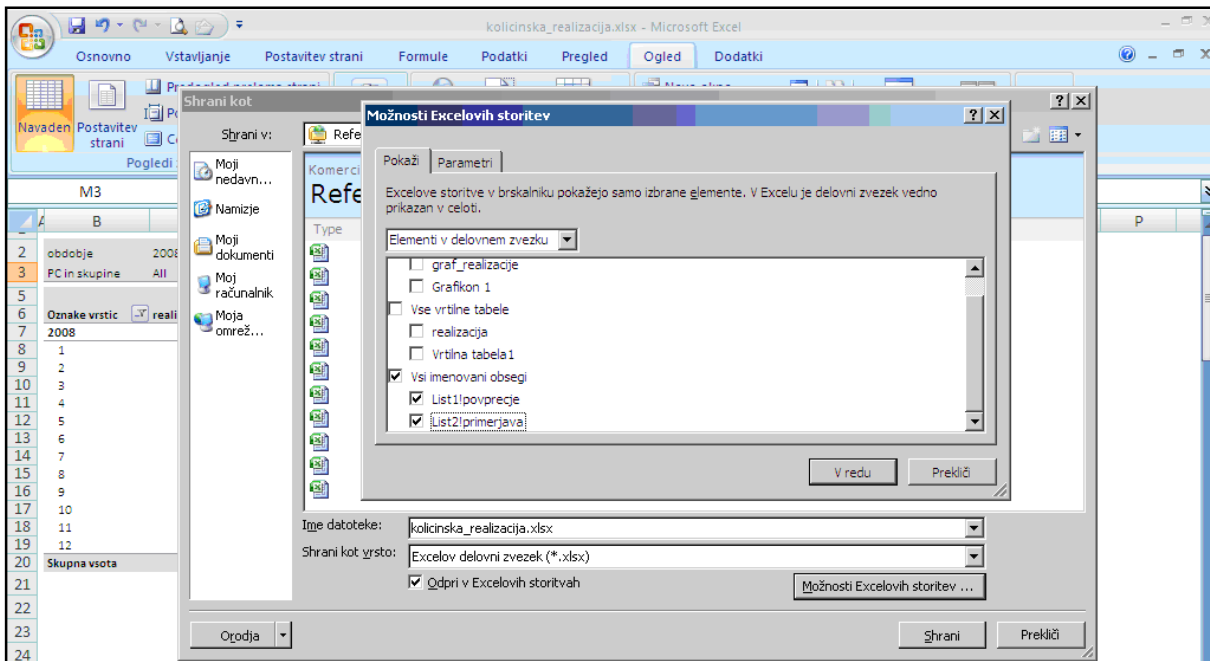 kolicinska_realizacija.xlsx - Microsoft Excel
Osnovno Vstavljanje Postavitev strani Formule Podatki Pregled Ogled Dodatki
Navaden Postavitev strani
Pogledi
Shrani kot
Shrani v:
Moji nedavn...
Namizje
Moji dokumenti
Moj računalnik
Moja omrež...
Komerci
Refe
Type
Možnosti Excelovih storitev
Pokaži Parametri
Excelove storitve v brskalniku pokažejo samo izbrane elemente. V Excelu je delovni zvezek vedno
prikazan v celoti.
Elementi v delovnem zvezku
graf_realizacije
Grafikon 1
Vse vrtilne tabele
realizacija
Vrtilna tabela1
Vsi imenovani obsegi
List1!povprecje
List2!primerjava
V redu Prekliči
Ime datoteke: kolicinska_realizacija.xlsx
Shrani kot vrsto: Excelov delovni zvezek (*.xlsx)
Odpri v Excelovih storitvah
Možnosti Excelovih storitev ...
Orodja Shrani Prekliči
M3
B P
2 obdobje 2008
3 PC in skupine All
5
6 Oznake vrstic reali
7 2008
8 1
9 2
10 3
11 4
12 5
13 6
14 7
15 8
16 9
17 10
18 11
19 12
20 Skupna vsota
21
22
23
24